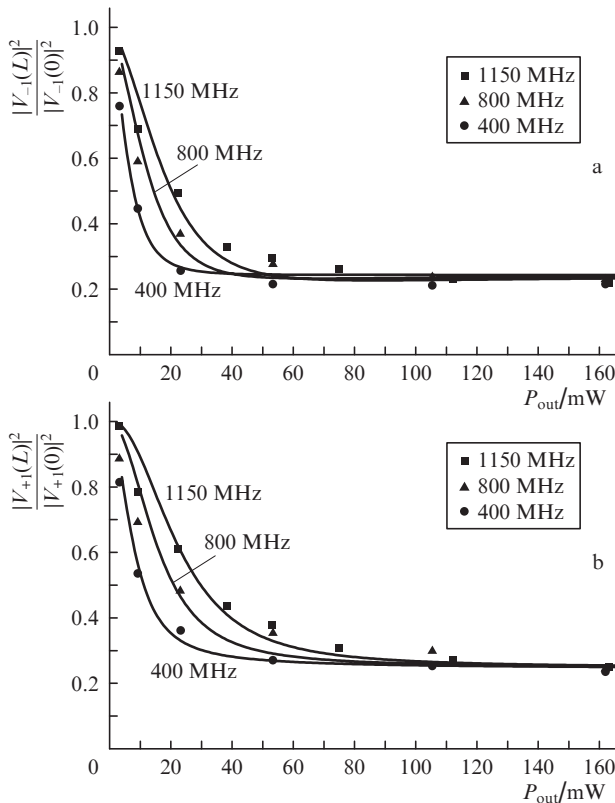 |V₋₁(L)|²
|V₋₁(0)|²
1.0
0.8
0.6
0.4
0.2
0
20
40
60
80
100
120
140
160
P_out/mW
1150 MHz
800 MHz
400 MHz
1150 MHz
800 MHz
400 MHz
a
|V₊₁(L)|²
|V₊₁(0)|²
1.0
0.8
0.6
0.4
0.2
0
20
40
60
80
100
120
140
160
P_out/mW
1150 MHz
800 MHz
400 MHz
1150 MHz
800 MHz
400 MHz
b